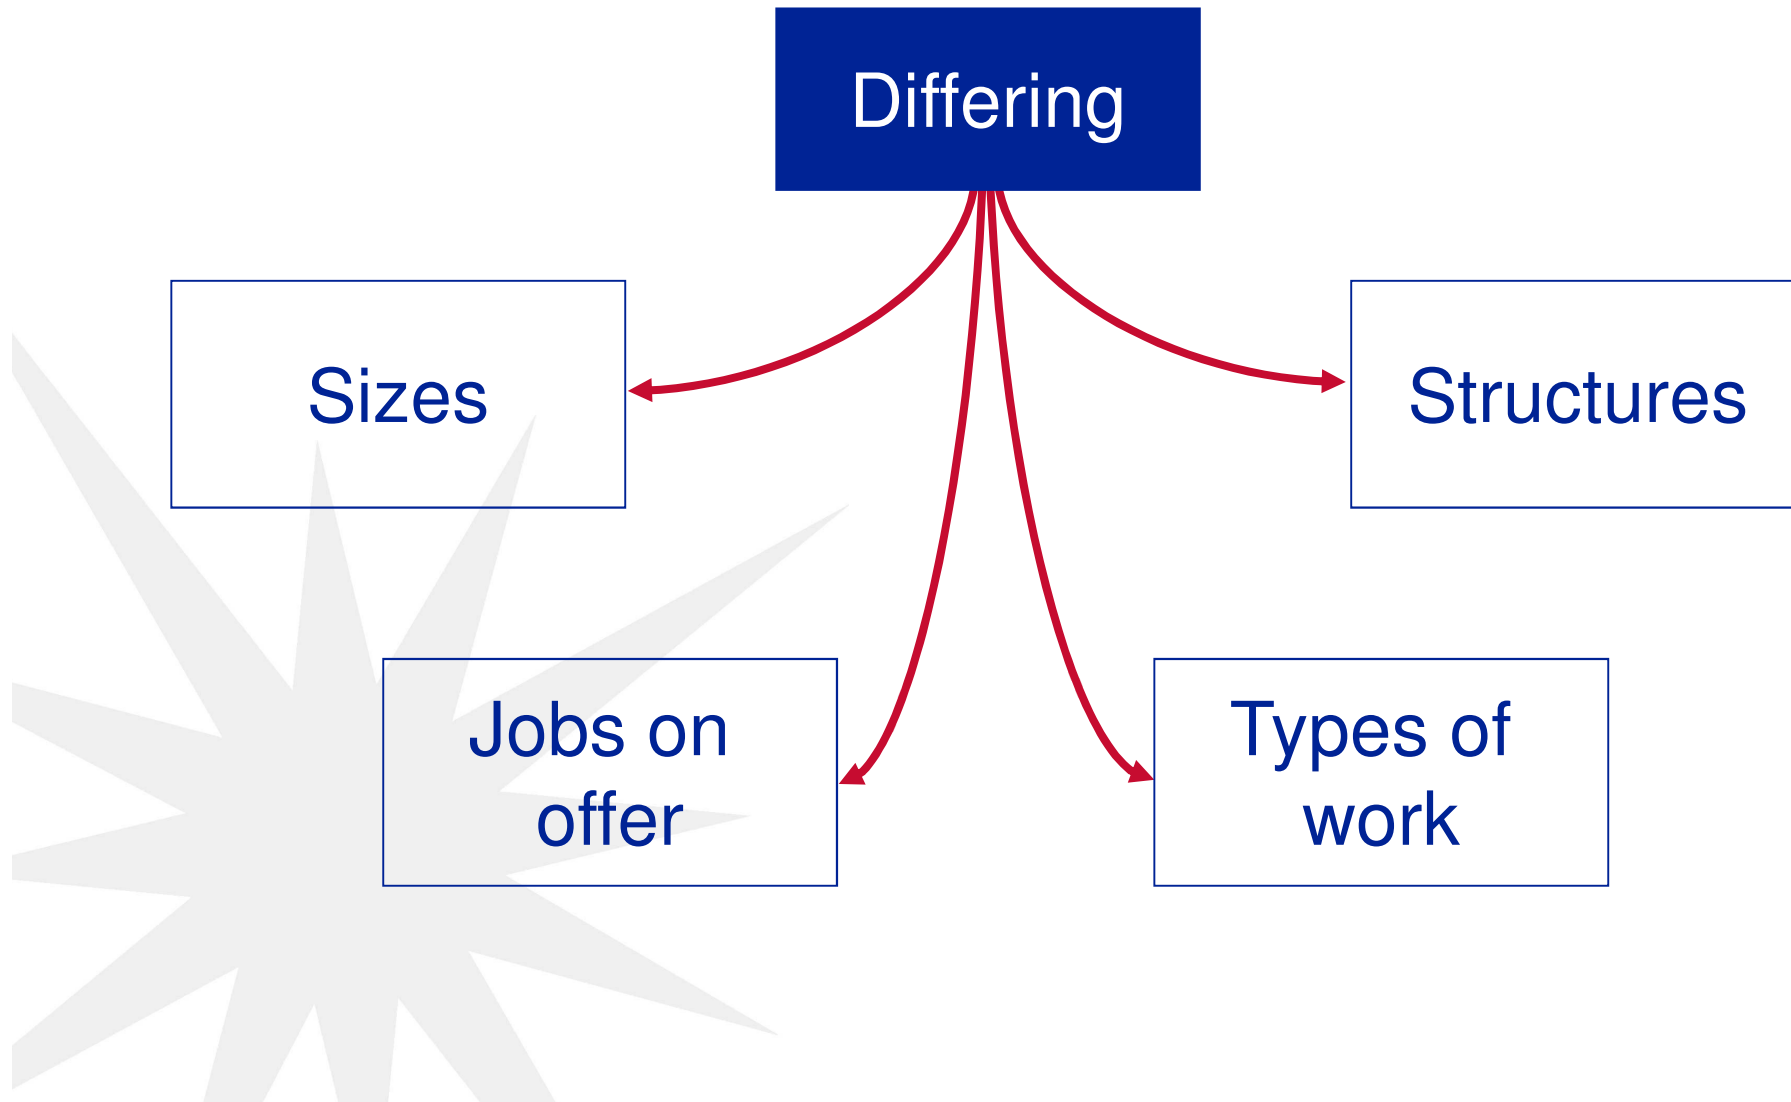 Differing
Sizes
Structures
Jobs on
offer
Types of
work